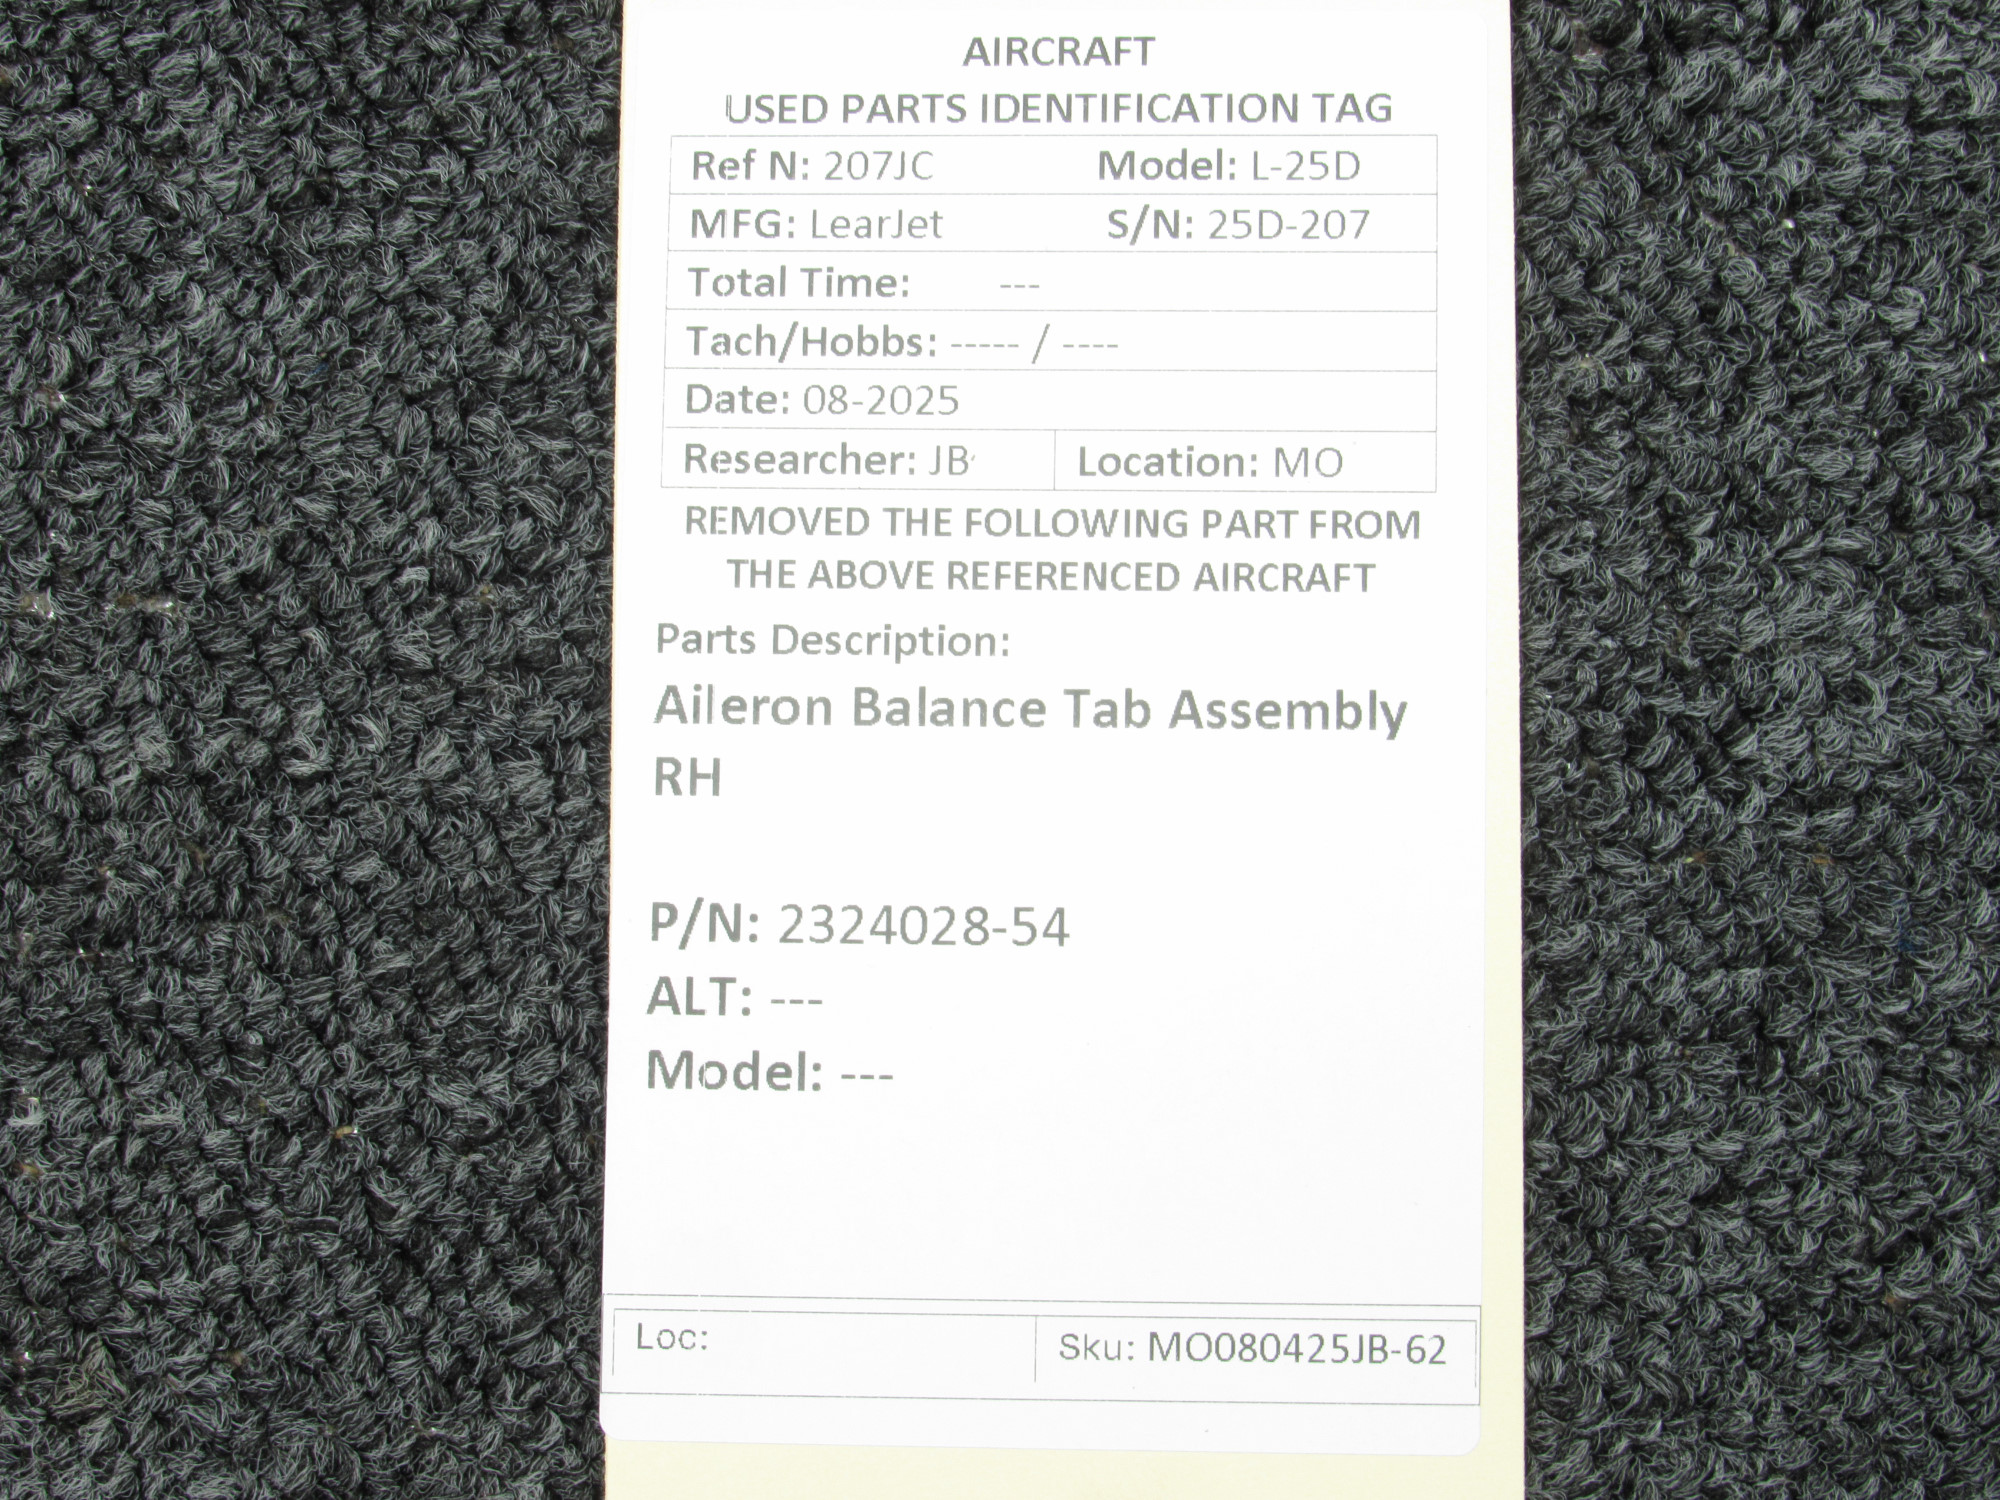 AIRCRAFT
USED PARTS IDENTIFICATION TAG
Ref N: 207JC Model: L-25D
MFG: LearJet S/N: 25D-207
Total Time: ---
Tach/Hobbs: ----- / ----
Date: 08-2025
Researcher: JB Location: MO
REMOVED THE FOLLOWING PART FROM
THE ABOVE REFERENCED AIRCRAFT
Parts Description:
Aileron Balance Tab Assembly
RH
P/N: 2324028-54
ALT: ---
Model: ---
Loc: Sku: MO080425JB-62